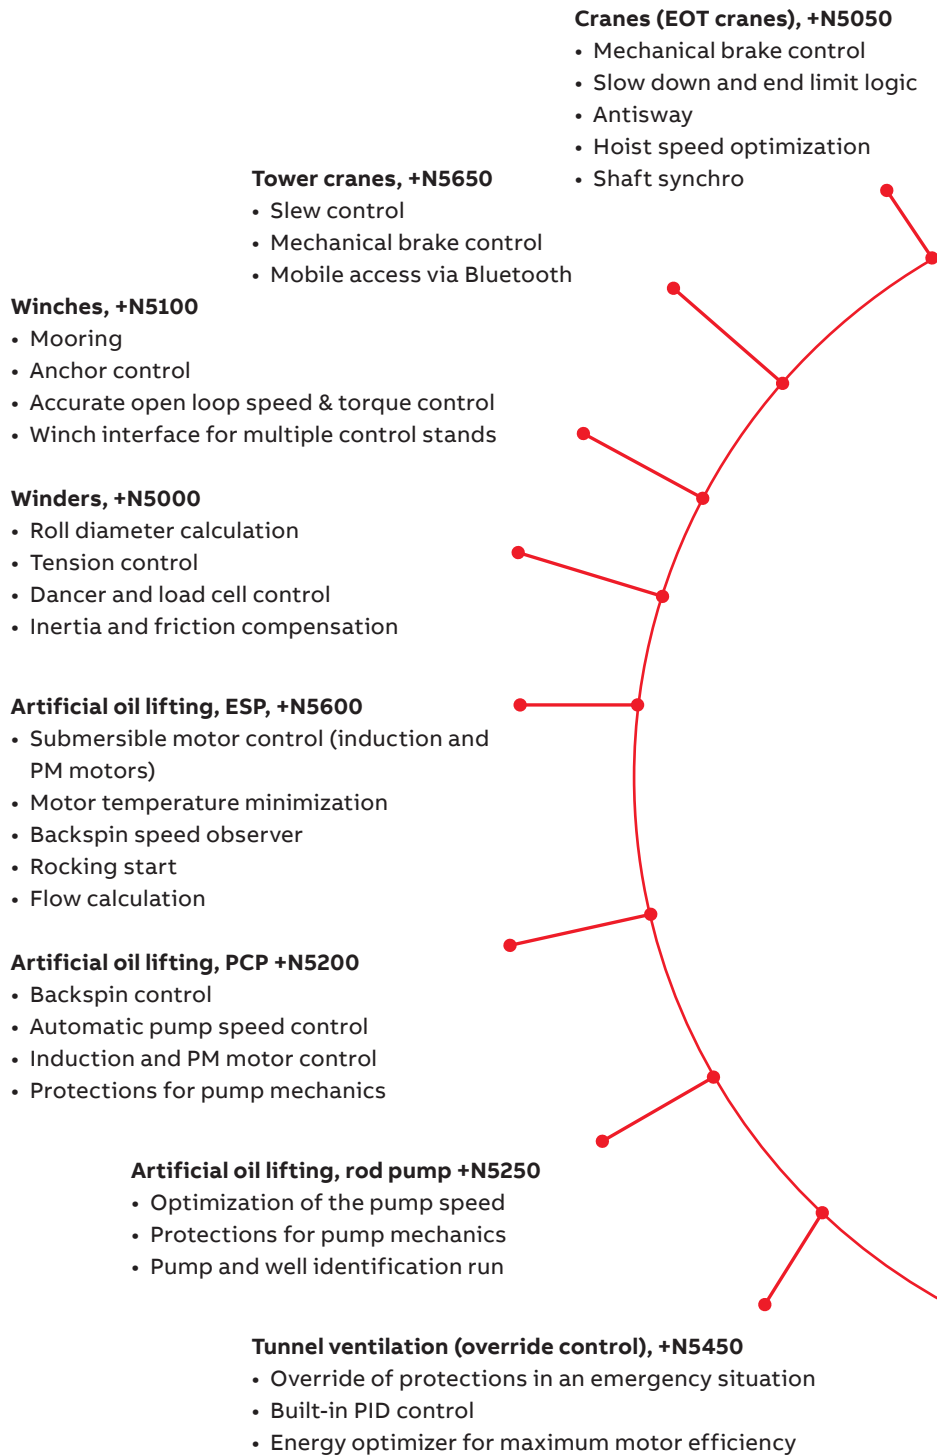 Cranes (EOT cranes), +N5050
• Mechanical brake control
• Slow down and end limit logic
• Antisway
• Hoist speed optimization
• Shaft synchro
Tower cranes, +N5650
• Slew control
• Mechanical brake control
• Mobile access via Bluetooth
Winches, +N5100
• Mooring
• Anchor control
• Accurate open loop speed & torque control
• Winch interface for multiple control stands
Winders, +N5000
• Roll diameter calculation
• Tension control
• Dancer and load cell control
• Inertia and friction compensation
Artificial oil lifting, ESP, +N5600
• Submersible motor control (induction and
PM motors)
• Motor temperature minimization
• Backspin speed observer
• Rocking start
• Flow calculation
Artificial oil lifting, PCP +N5200
• Backspin control
• Automatic pump speed control
• Induction and PM motor control
• Protections for pump mechanics
Artificial oil lifting, rod pump +N5250
• Optimization of the pump speed
• Protections for pump mechanics
• Pump and well identification run
Tunnel ventilation (override control), +N5450
• Override of protections in an emergency situation
• Built-in PID control
• Energy optimizer for maximum motor efficiency